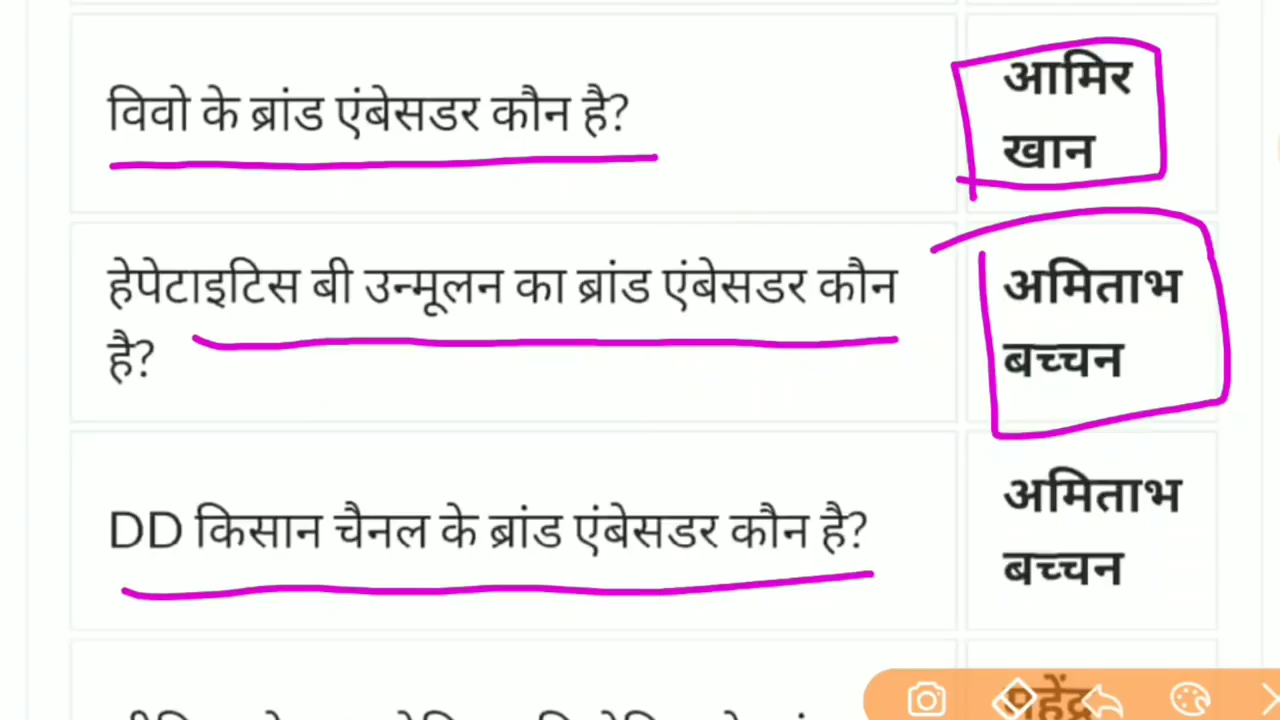 विवो के ब्रांड एंबेसडर कौन है?
आमिर
खान
हेपेटाइटिस बी उन्मूलन का ब्रांड एंबेसडर कौन
है?
अमिताभ
बच्चन
DD किसान चैनल के ब्रांड एंबेसडर कौन है?
अमिताभ
बच्चन